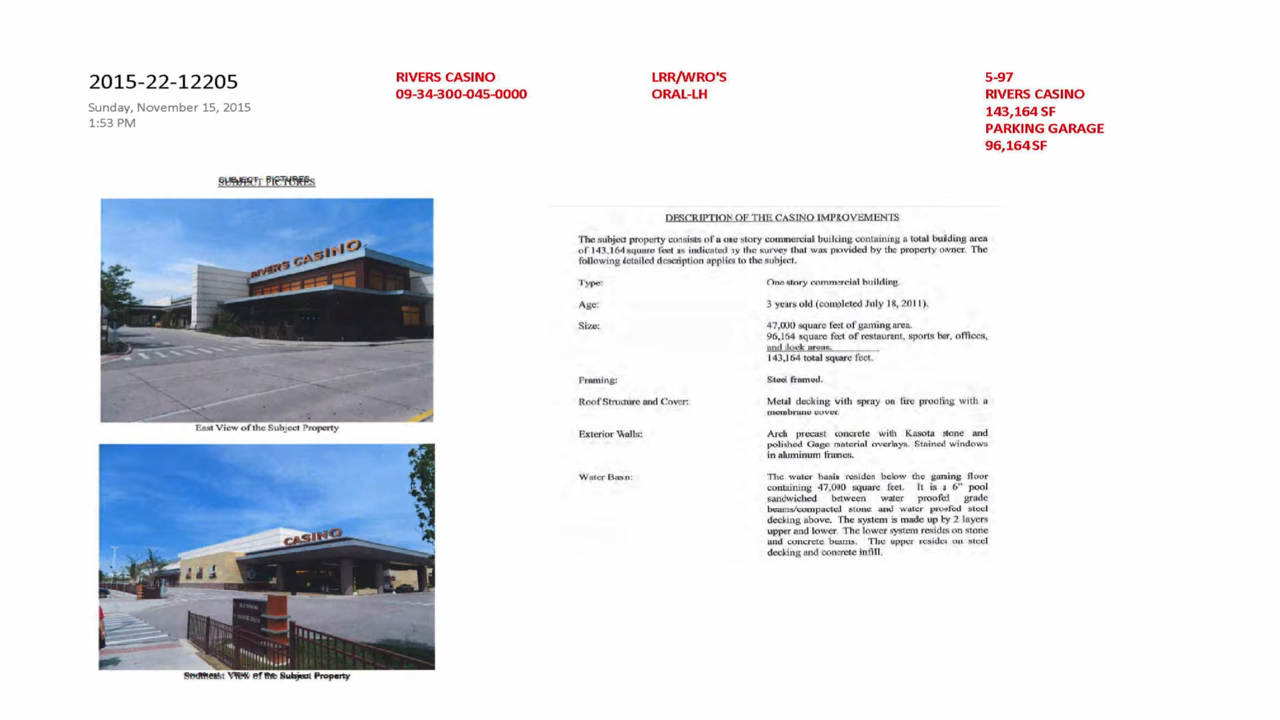 2015-22-12205
Sunday, November 15, 2015
1:53 PM
RIVERS CASINO
09-34-300-045-0000
LRR/WRO'S
ORAL-LH
5-97
RIVERS CASINO
143,164 SF
PARKING GARAGE
96,164 SF
SUBJECT PICTURES
RIVERS CASINO
East View of the Subject Property
CASINO
Southeast View of the Subject Property
DESCRIPTION OF THE CASINO IMPROVEMENTS
The subject property consists of a one story commercial building containing a total building area
of 143,164 square feet as indicated by the survey that was provided by the property owner. The
following detailed description applies to the subject.
Type: One story commercial building.
Age: 3 years old (completed July 18, 2011).
Size: 47,000 square feet of gaming area.
96,164 square feet of restaurant, sports bar, offices,
and dock areas.
143,164 total square feet.
Framing: Steel framed.
Roof Structure and Cover: Metal decking with spray on fire proofing with a
membrane cover.
Exterior Walls: Arch precast concrete with Kasota stone and
polished Gage material overlays. Stained windows
in aluminum frames.
Water Basin: The water basis resides below the gaming floor
containing 47,000 square feet. It is a 6" pool
sandwiched between water proofed grade
beams/compacted stone and water proofed steel
decking above. The system is made up by 2 layers
upper and lower. The lower system resides on stone
and concrete beams. The upper resides on steel
decking and concrete infill.